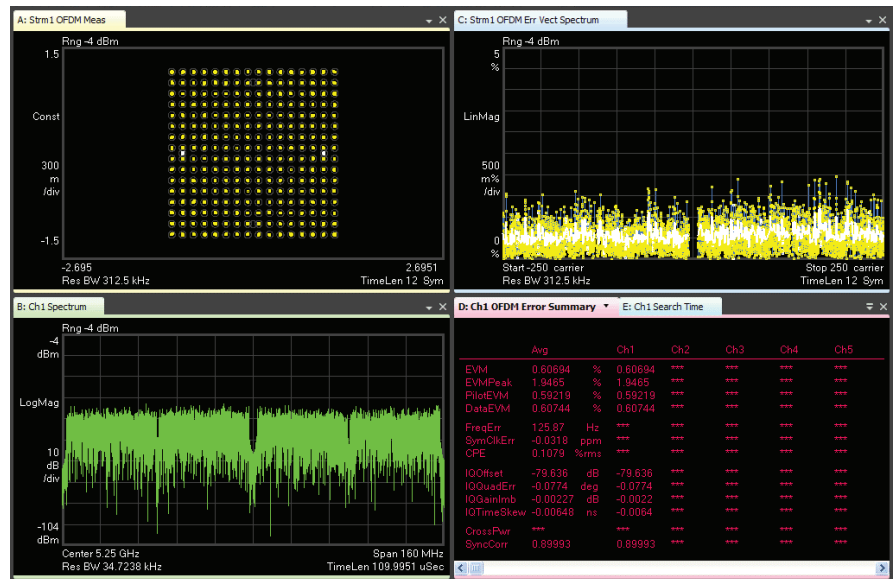 A: Strm1 OFDM Meas
Rng -4 dBm
1.5
Const
300
m
/div
-1.5
-2.695
2.6951
Res BW 312.5 kHz
TimeLen 12 Sym
C: Strm1 OFDM Err Vect Spectrum
Rng -4 dBm
5
%
LinMag
500
m%
/div
0
%
Start -250 carrier
Stop 250 carrier
Res BW 312.5 kHz
TimeLen 12 Sym
B: Ch1 Spectrum
Rng -4 dBm
-4
dBm
LogMag
10
dB
/div
-104
dBm
Center 5.25 GHz
Span 160 MHz
Res BW 34.7238 kHz
TimeLen 109.9951 uSec
D: Ch1 OFDM Error Summary
E: Ch1 Search Time
Avg Ch1 Ch2 Ch3 Ch4 Ch5
EVM 0.60694 % 0.60694 *** *** *** ***
EVMPeak 1.9465 % 1.9465 *** *** *** ***
PilotEVM 0.59219 % 0.59219 *** *** *** ***
DataEVM 0.60744 % 0.60744 *** *** *** ***
FreqErr 125.87 Hz *** *** *** *** ***
SymClkErr -0.0318 ppm *** *** *** *** ***
CPE 0.1079 %rms *** *** *** *** ***
IQOffset -79.636 dB -79.636 *** *** *** ***
IQQuadErr -0.0774 deg -0.0774 *** *** *** ***
IQGainImb -0.00227 dB -0.0022 *** *** *** ***
IQTimeSkew -0.00648 ns -0.0064 *** *** *** ***
CrossPwr *** *** *** *** *** ***
SyncCorr 0.89993 0.89993 *** *** *** ***